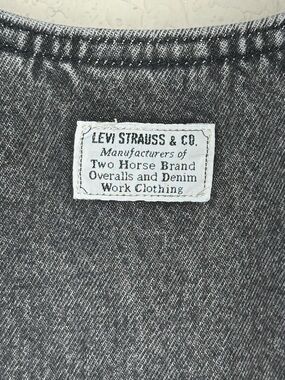 LEVI STRAUSS & CO.
Manufacturers of
Two Horse Brand
Overalls and Denim
Work Clothing